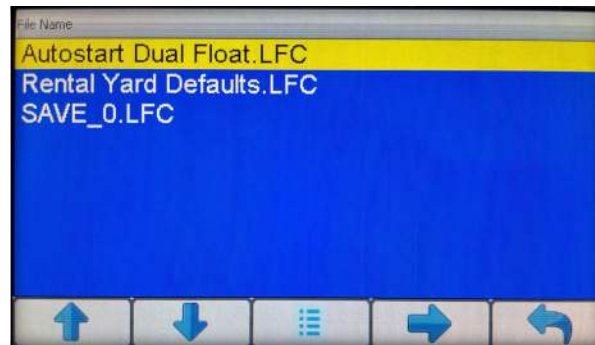 File Name
Autostart Dual Float.LFC
Rental Yard Defaults.LFC
SAVE_0.LFC